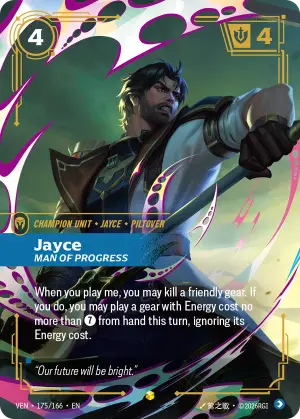 4
4
CHAMPION UNIT • JAYCE • PILTOVER
Jayce
MAN OF PROGRESS
When you play me, you may kill a friendly gear. If
you do, you may play a gear with Energy cost no
more than 7 from hand this turn, ignoring its
Energy cost.
"Our future will be bright."
VEN • 175/166 • EN
©2026RGI